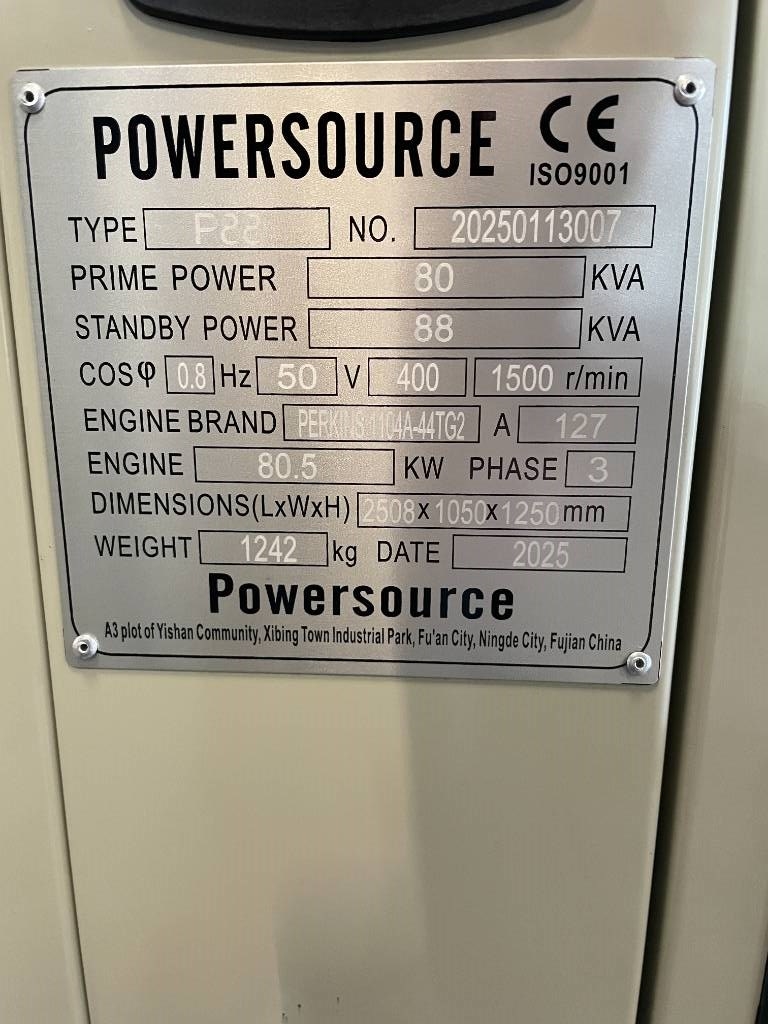 POWERSOURCE CE
ISO9001
TYPE NO. 20250113007
PRIME POWER 80 KVA
STANDBY POWER 88 KVA
COSφ 0.8 Hz 50 V 400 1500 r/min
ENGINE BRAND PERKINS 1104A-44TG2 A 127
ENGINE 80.5 KW PHASE 3
DIMENSIONS(LxWxH) 2508x1050x1250mm
WEIGHT 1242 kg DATE 2025
Powersource
A3 plot of Yishan Community, Xibing Town Industrial Park, Fu'an City, Ningde City, Fujian China